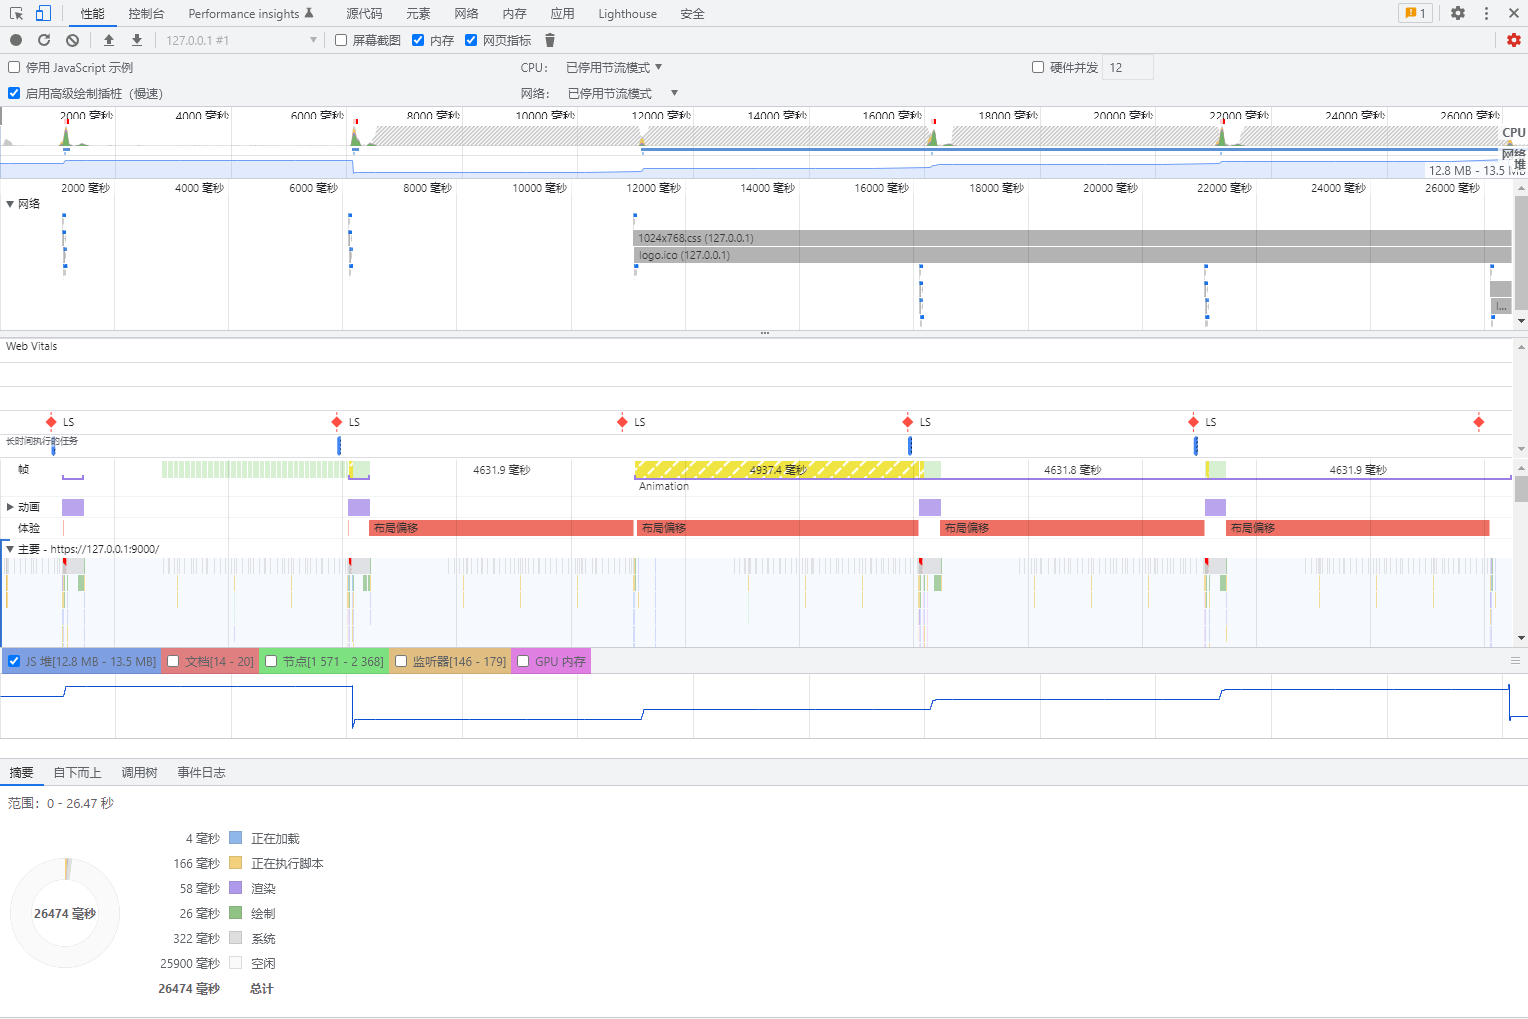 性能 控制台 Performance insights 源代码 元素 网络 内存 应用 Lighthouse 安全 1
127.0.0.1 #1 屏幕截图 内存 网页指标
停用 JavaScript 示例 CPU： 已停用节流模式 硬件并发 12
启用高级绘制插桩（慢速） 网络： 已停用节流模式
2000 毫秒 4000 毫秒 6000 毫秒 8000 毫秒 10000 毫秒 12000 毫秒 14000 毫秒 16000 毫秒 18000 毫秒 20000 毫秒 22000 毫秒 24000 毫秒 26000 毫秒
CPU
网络
堆
12.8 MB - 13.5 MB
2000 毫秒 4000 毫秒 6000 毫秒 8000 毫秒 10000 毫秒 12000 毫秒 14000 毫秒 16000 毫秒 18000 毫秒 20000 毫秒 22000 毫秒 24000 毫秒 26000 毫秒
网络
1024x768.css (127.0.0.1)
logo.ico (127.0.0.1)
l…
Web Vitals
LS LS LS LS LS
长时间执行的任务
帧 4631.9 毫秒 4937.4 毫秒 4631.8 毫秒 4631.9 毫秒
Animation
动画
体验 布局偏移 布局偏移 布局偏移 布局偏移
主要 - https://127.0.0.1:9000/
JS 堆[12.8 MB - 13.5 MB] 文档[14 - 20] 节点[1 571 - 2 368] 监听器[146 - 179] GPU 内存
摘要 自下而上 调用树 事件日志
范围：0 - 26.47 秒
4 毫秒 正在加载
166 毫秒 正在执行脚本
58 毫秒 渲染
26474 毫秒
26 毫秒 绘制
322 毫秒 系统
25900 毫秒 空闲
26474 毫秒 总计